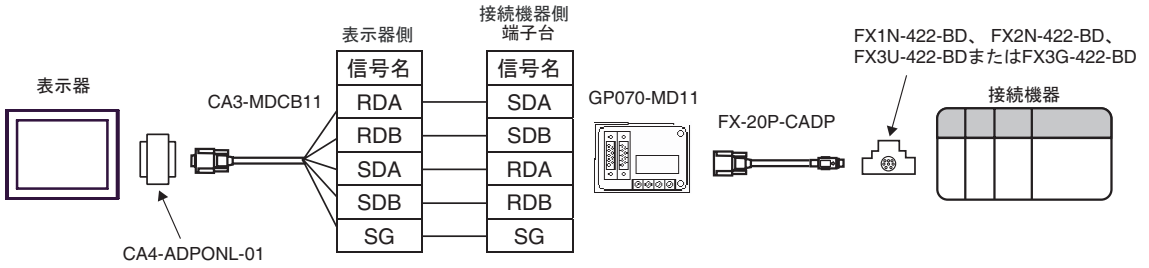 表示器
CA4-ADPONL-01
CA3-MDCB11
表示器側
信号名
RDA
RDB
SDA
SDB
SG
接続機器側
端子台
信号名
SDA
SDB
RDA
RDB
SG
GP070-MD11
FX-20P-CADP
FX1N-422-BD、 FX2N-422-BD、
FX3U-422-BDまたはFX3G-422-BD
接続機器